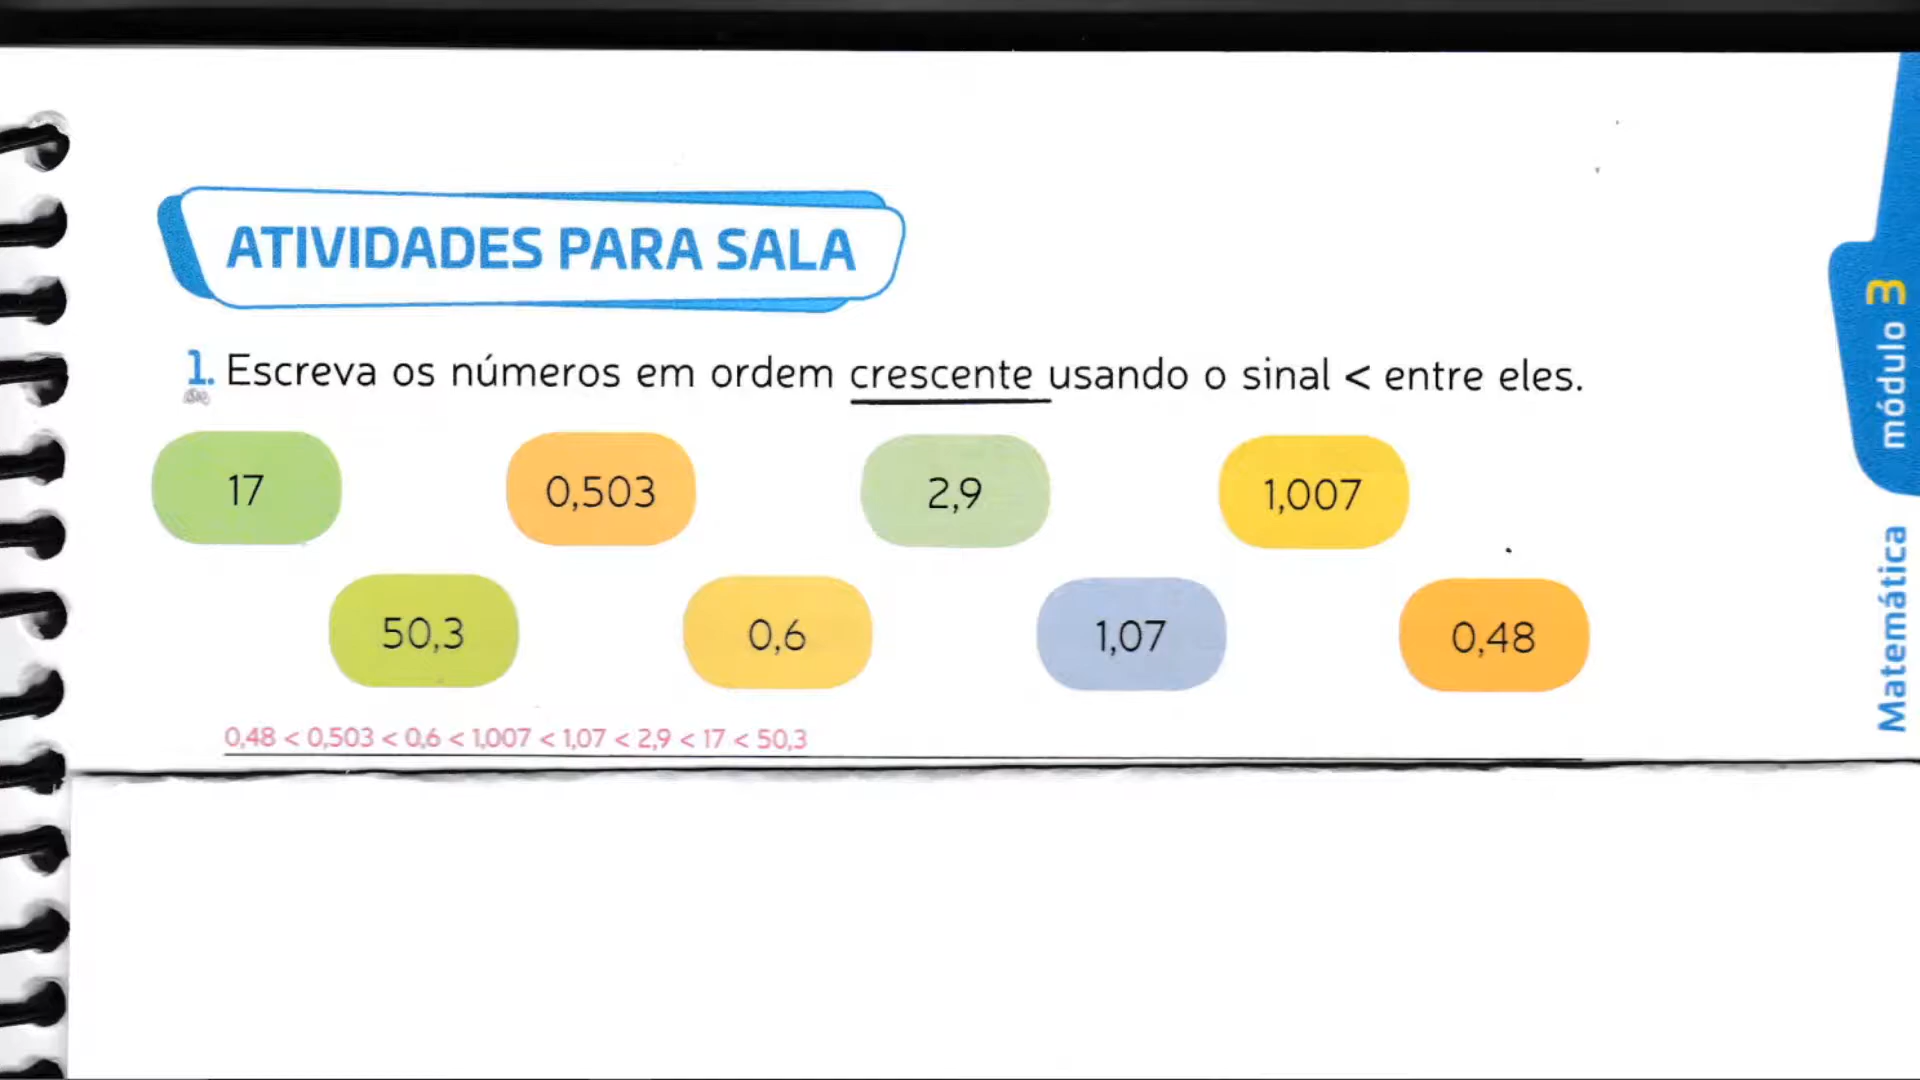 ATIVIDADES PARA SALA
1. Escreva os números em ordem crescente usando o sinal < entre eles.
17 0,503 2,9 1,007
50,3 0,6 1,07 0,48
0,48 < 0,503 < 0,6 < 1,007 < 1,07 < 2,9 < 17 < 50,3
Matemática módulo 3